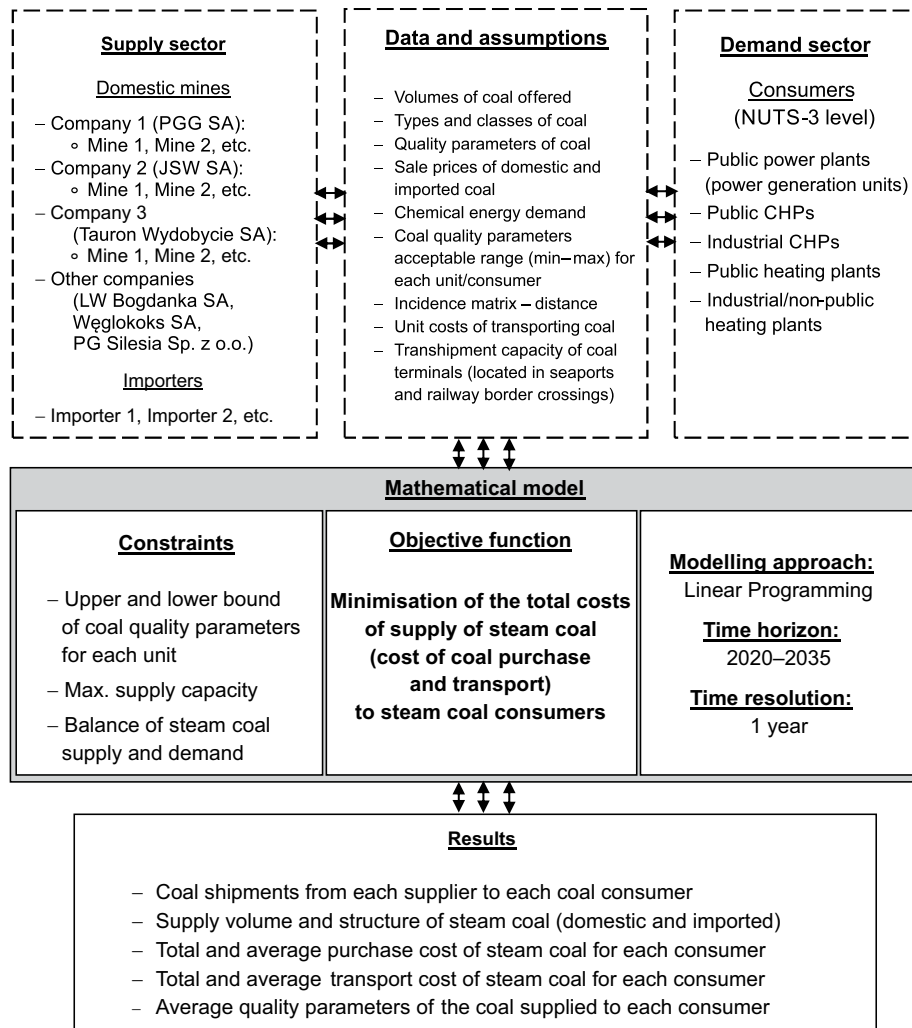 Supply sector
Domestic mines
– Company 1 (PGG SA):
∘ Mine 1, Mine 2, etc.
– Company 2 (JSW SA):
∘ Mine 1, Mine 2, etc.
– Company 3
(Tauron Wydobycie SA):
∘ Mine 1, Mine 2, etc.
– Other companies
(LW Bogdanka SA,
Węglokoks SA,
PG Silesia Sp. z o.o.)
Importers
– Importer 1, Importer 2, etc.
Data and assumptions
– Volumes of coal offered
– Types and classes of coal
– Quality parameters of coal
– Sale prices of domestic and
imported coal
– Chemical energy demand
– Coal quality parameters
acceptable range (min–max) for
each unit/consumer
– Incidence matrix – distance
– Unit costs of transporting coal
– Transhipment capacity of coal
terminals (located in seaports
and railway border crossings)
Demand sector
Consumers
(NUTS-3 level)
– Public power plants
(power generation units)
– Public CHPs
– Industrial CHPs
– Public heating plants
– Industrial/non-public
heating plants
Mathematical model
Constraints
– Upper and lower bound
of coal quality parameters
for each unit
– Max. supply capacity
– Balance of steam coal
supply and demand
Objective function
Minimisation of the total costs
of supply of steam coal
(cost of coal purchase
and transport)
to steam coal consumers
Modelling approach:
Linear Programming
Time horizon:
2020–2035
Time resolution:
1 year
Results
– Coal shipments from each supplier to each coal consumer
– Supply volume and structure of steam coal (domestic and imported)
– Total and average purchase cost of steam coal for each consumer
– Total and average transport cost of steam coal for each consumer
– Average quality parameters of the coal supplied to each consumer